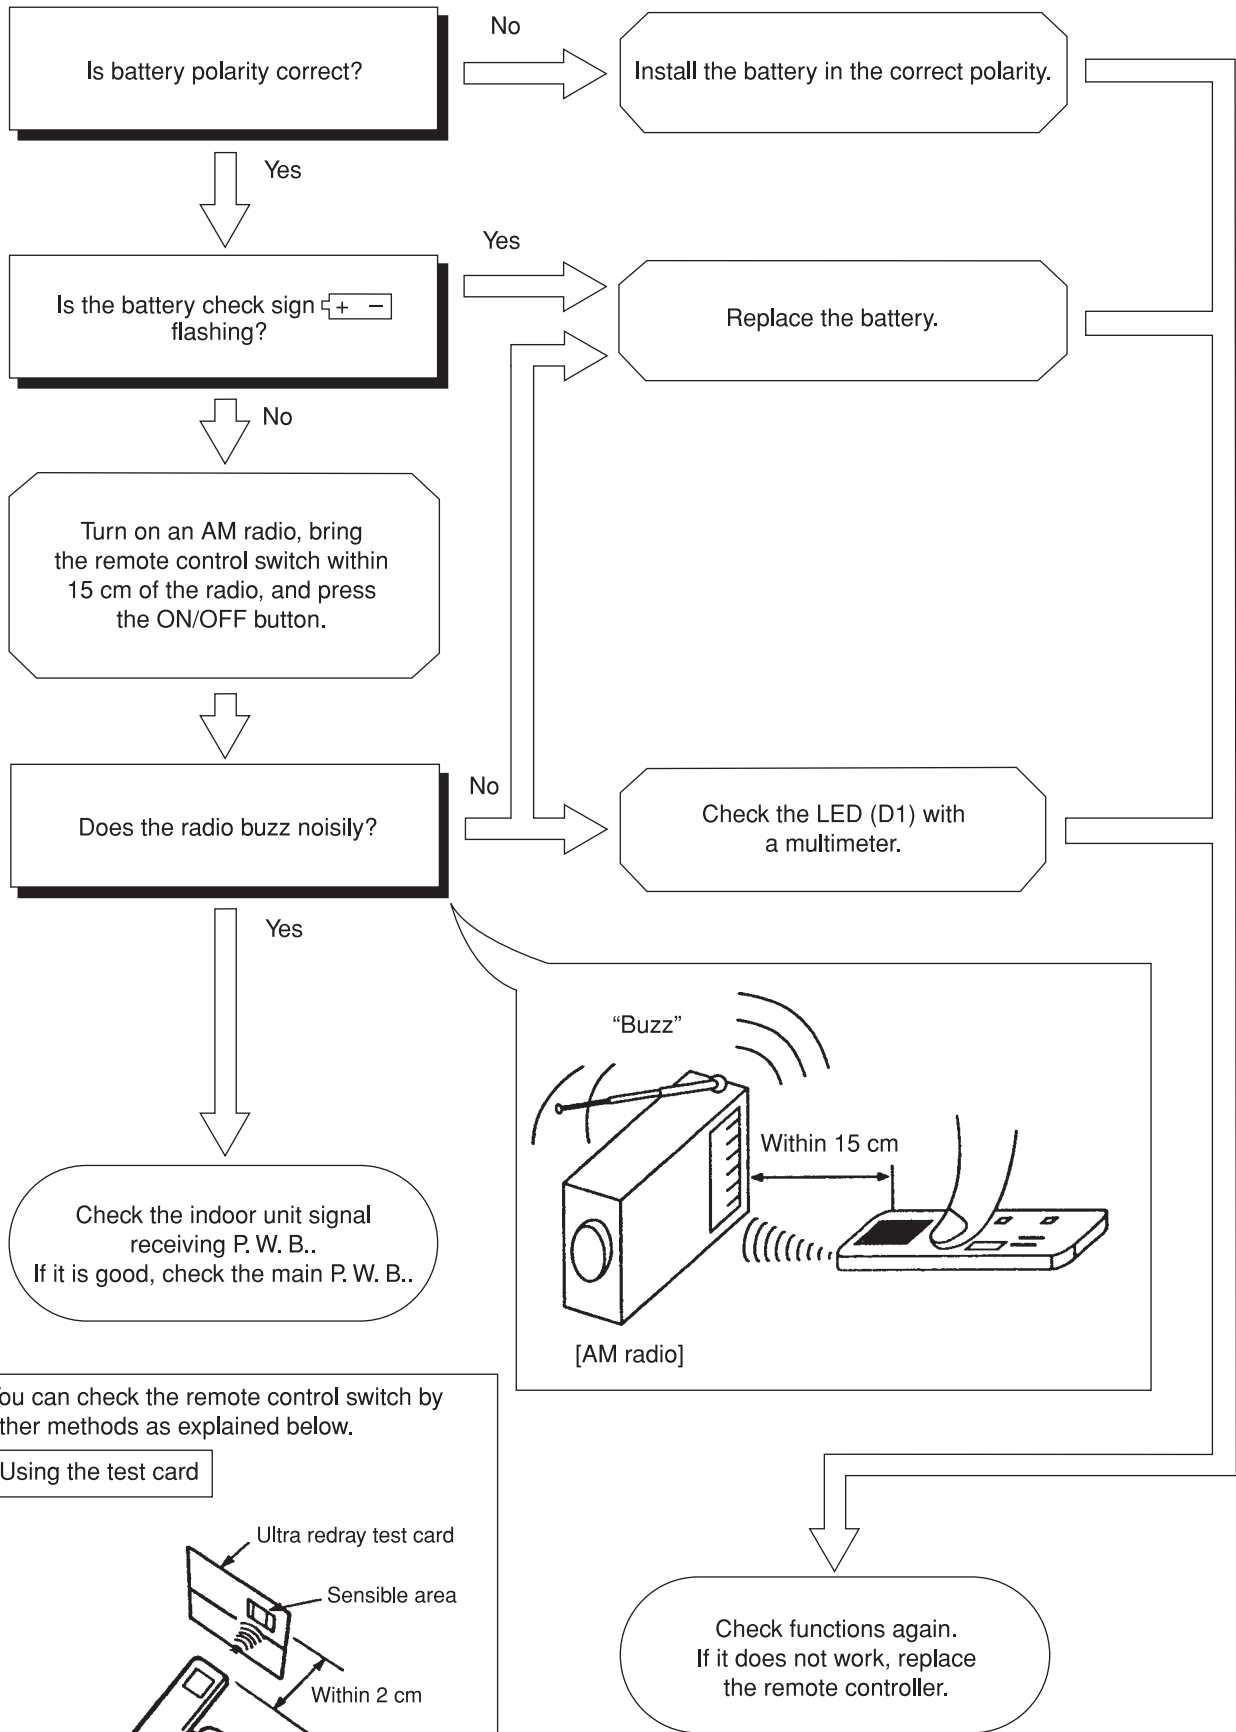 Is battery polarity correct?
No
Install the battery in the correct polarity.
Yes
Is the battery check sign + −
flashing?
Yes
Replace the battery.
No
Turn on an AM radio, bring
the remote control switch within
15 cm of the radio, and press
the ON/OFF button.
Does the radio buzz noisily?
No
Check the LED (D1) with
a multimeter.
Yes
“Buzz”
Within 15 cm
[AM radio]
Check the indoor unit signal
receiving P. W. B..
If it is good, check the main P. W. B..
You can check the remote control switch by
other methods as explained below.
Using the test card
Ultra redray test card
Sensible area
Within 2 cm
Check functions again.
If it does not work, replace
the remote controller.